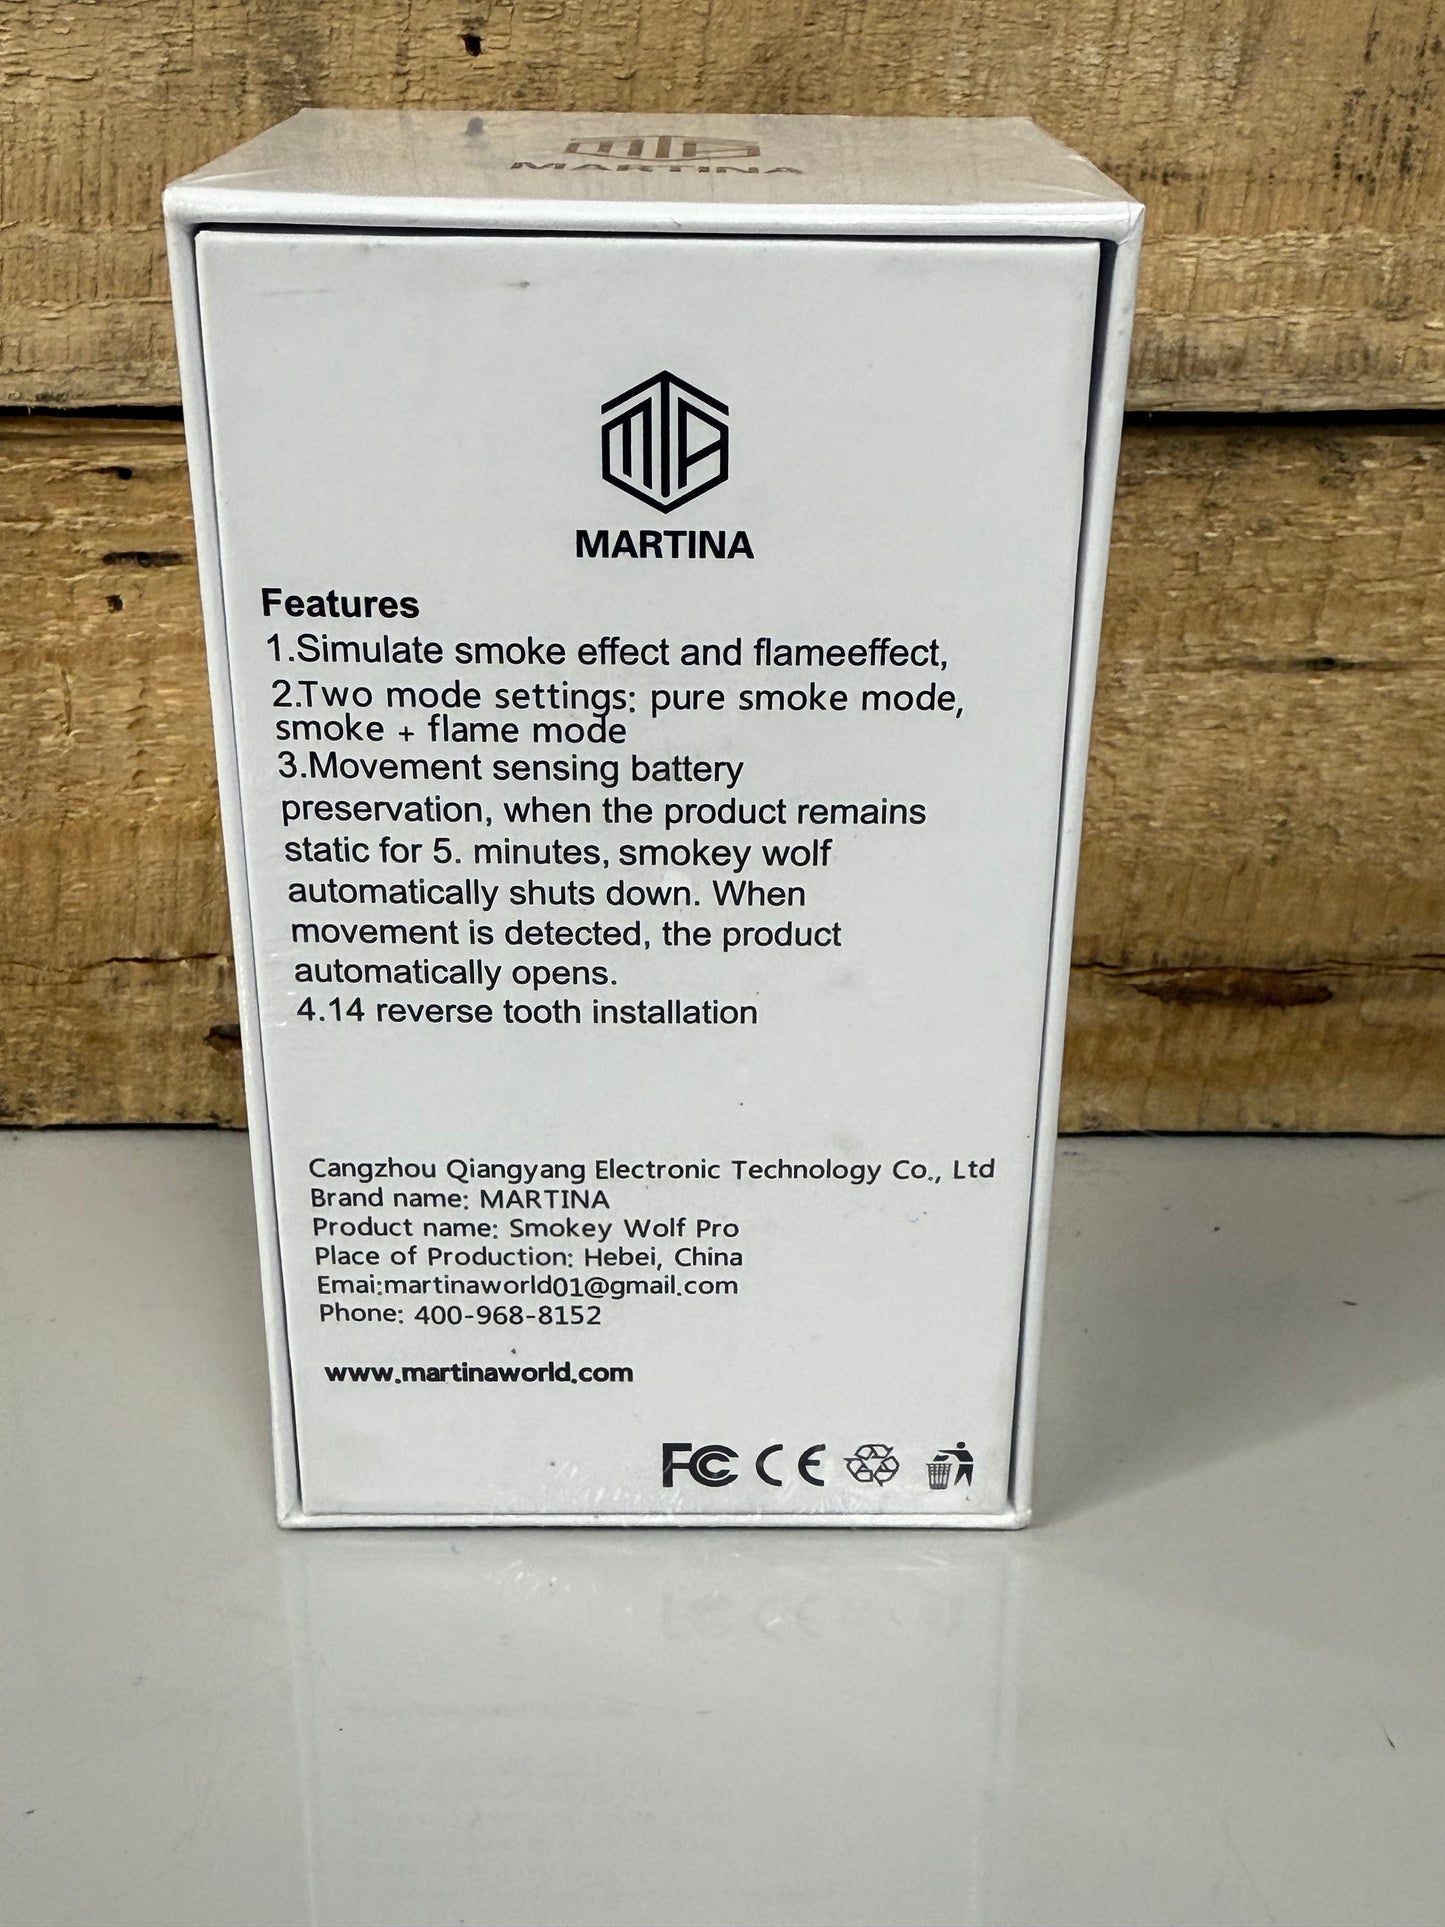 MARTINA
MARTINA
Features
1.Simulate smoke effect and flameeffect,
2.Two mode settings: pure smoke mode,
smoke + flame mode
3.Movement sensing battery
preservation, when the product remains
static for 5. minutes, smokey wolf
automatically shuts down. When
movement is detected, the product
automatically opens.
4.14 reverse tooth installation
Cangzhou Qiangyang Electronic Technology Co., Ltd
Brand name: MARTINA
Product name: Smokey Wolf Pro
Place of Production: Hebei, China
Emai:martinaworld01@gmail.com
Phone: 400-968-8152
www.martinaworld.com
FC CE